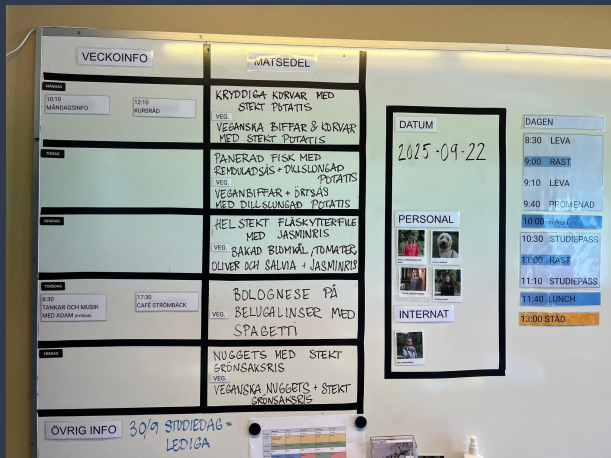 VECKOINFO
MATSEDEL
MÅNDAG
10:10
MÅNDAGSINFO
12:10
KURSRÅD
KRYDDIGA KORVAR MED
STEKT POTATIS
VEG.
VEGANSKA BIFFAR & KORVAR
MED STEKT POTATIS
TISDAG
PANERAD FISK MED
REMOULADSÅS + DILLSLUNGAD
POTATIS
VEG.
VEGANBIFFAR + ÖRTSÅS
MED DILLSLUNGAD POTATIS
ONSDAG
HELSTEKT FLÄSKYTTERFILE
MED JASMINRIS
VEG. BAKAD BLOMKÅL, TOMATER,
OLIVER OCH SALVIA + JASMINRIS
TORSDAG
8:30
TANKAR OCH MUSIK
MED ADAM
17:30
CAFÉ STRÖMBÄCK
BOLOGNESE PÅ
VEG. BELUGALINSER MED
SPAGETTI
FREDAG
NUGGETS MED STEKT
GRÖNSAKSRIS
VEG.
VEGANSKA NUGGETS + STEKT
GRÖNSAKSRIS
ÖVRIG INFO
30/9 STUDIEDAG =
LEDIGA
DATUM
2025-09-22
PERSONAL
INTERNAT
DAGEN
8:30 LEVA
9:00 RAST
9:10 LEVA
9:40 PROMENAD
10:00 RAST
10:30 STUDIEPASS
11:00 RAST
11:10 STUDIEPASS
11:40 LUNCH
13:00 STÄD